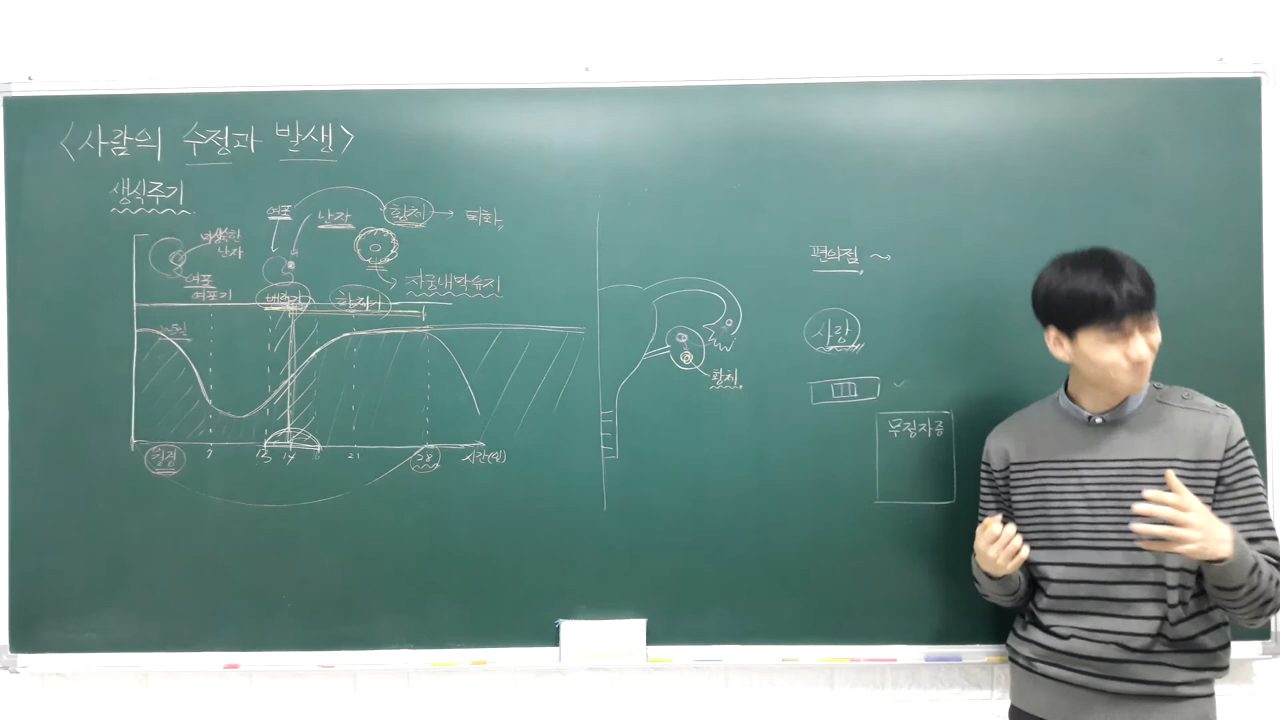 <사람의 수정과 발생>
생식주기
여포
난자
황체 → 퇴화
미성숙한
난자
여포
여포기
배란기
황체기
자궁내막유지
월경
7
13
14
21
28
시간(일)
황체
편의점 ~
사랑
무정자증